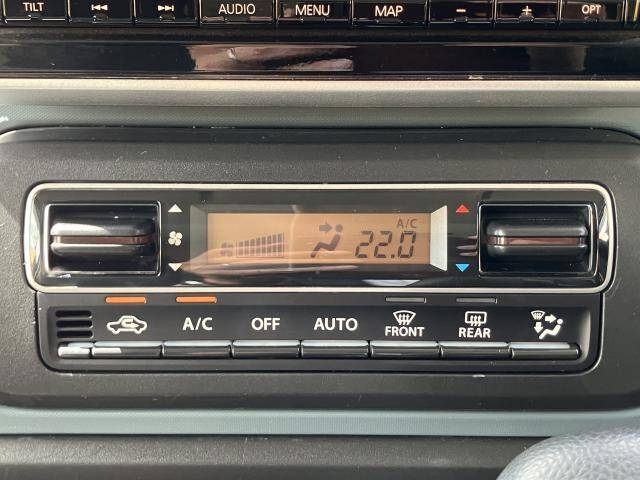 TILT AUDIO MENU MAP − + OPT
A/C
22.0
A/C OFF AUTO FRONT REAR